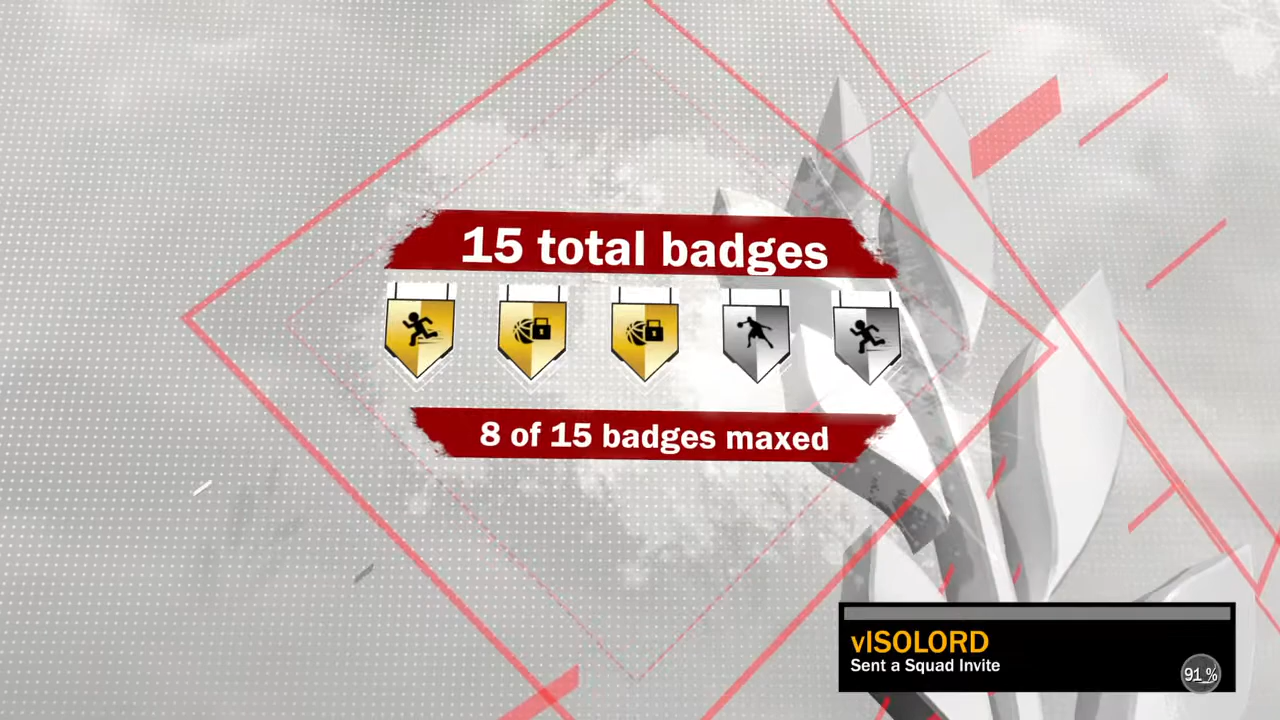 15 total badges
8 of 15 badges maxed
vISOLORD
Sent a Squad Invite
91 %